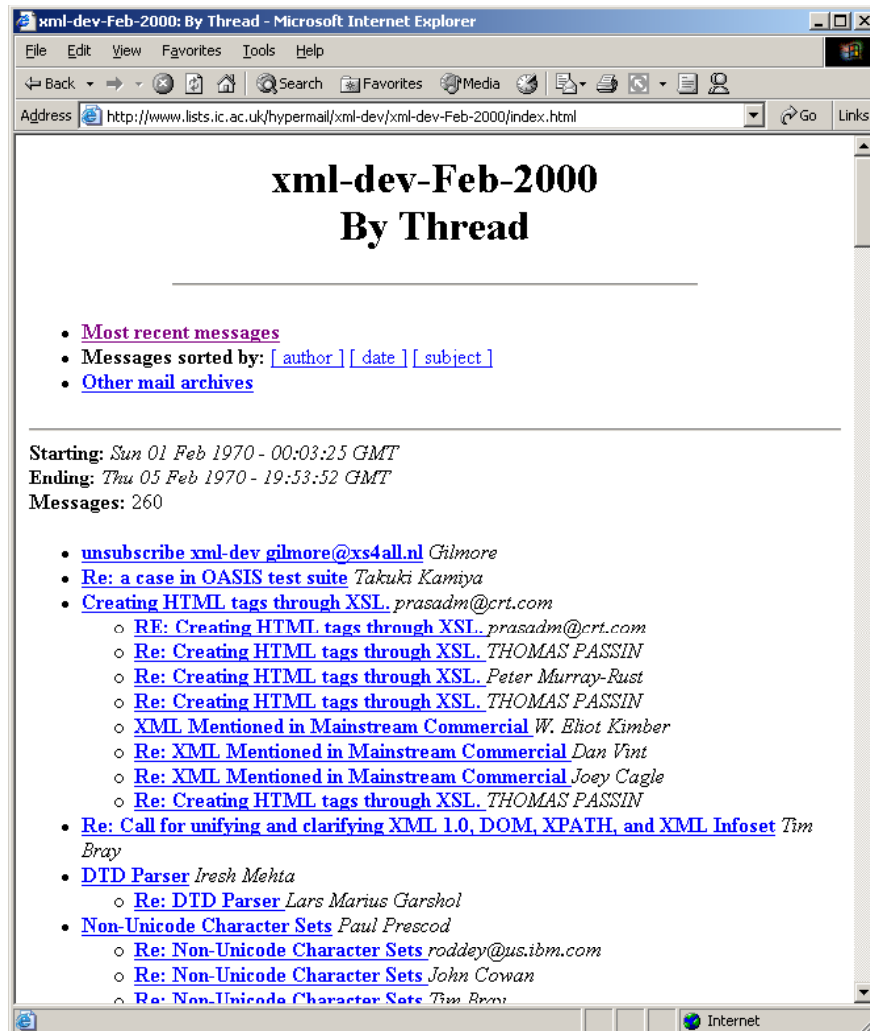 xml-dev-Feb-2000: By Thread - Microsoft Internet Explorer
File Edit View Favorites Tools Help
Back Search Favorites Media
Address http://www.lists.ic.ac.uk/hypermail/xml-dev/xml-dev-Feb-2000/index.html Go Links
xml-dev-Feb-2000
By Thread
• Most recent messages
• Messages sorted by: [ author ] [ date ] [ subject ]
• Other mail archives
Starting: Sun 01 Feb 1970 - 00:03:25 GMT
Ending: Thu 05 Feb 1970 - 19:53:52 GMT
Messages: 260
• unsubscribe xml-dev gilmore@xs4all.nl Gilmore
• Re: a case in OASIS test suite Takuki Kamiya
• Creating HTML tags through XSL. prasadm@crt.com
○ RE: Creating HTML tags through XSL. prasadm@crt.com
○ Re: Creating HTML tags through XSL. THOMAS PASSIN
○ Re: Creating HTML tags through XSL. Peter Murray-Rust
○ Re: Creating HTML tags through XSL. THOMAS PASSIN
○ XML Mentioned in Mainstream Commercial W. Eliot Kimber
○ Re: XML Mentioned in Mainstream Commercial Dan Vint
○ Re: XML Mentioned in Mainstream Commercial Joey Cagle
○ Re: Creating HTML tags through XSL. THOMAS PASSIN
• Re: Call for unifying and clarifying XML 1.0, DOM, XPATH, and XML Infoset Tim
Bray
• DTD Parser Iresh Mehta
○ Re: DTD Parser Lars Marius Garshol
• Non-Unicode Character Sets Paul Prescod
○ Re: Non-Unicode Character Sets roddey@us.ibm.com
○ Re: Non-Unicode Character Sets John Cowan
○ Re: Non-Unicode Character Sets Tim Bray
Internet